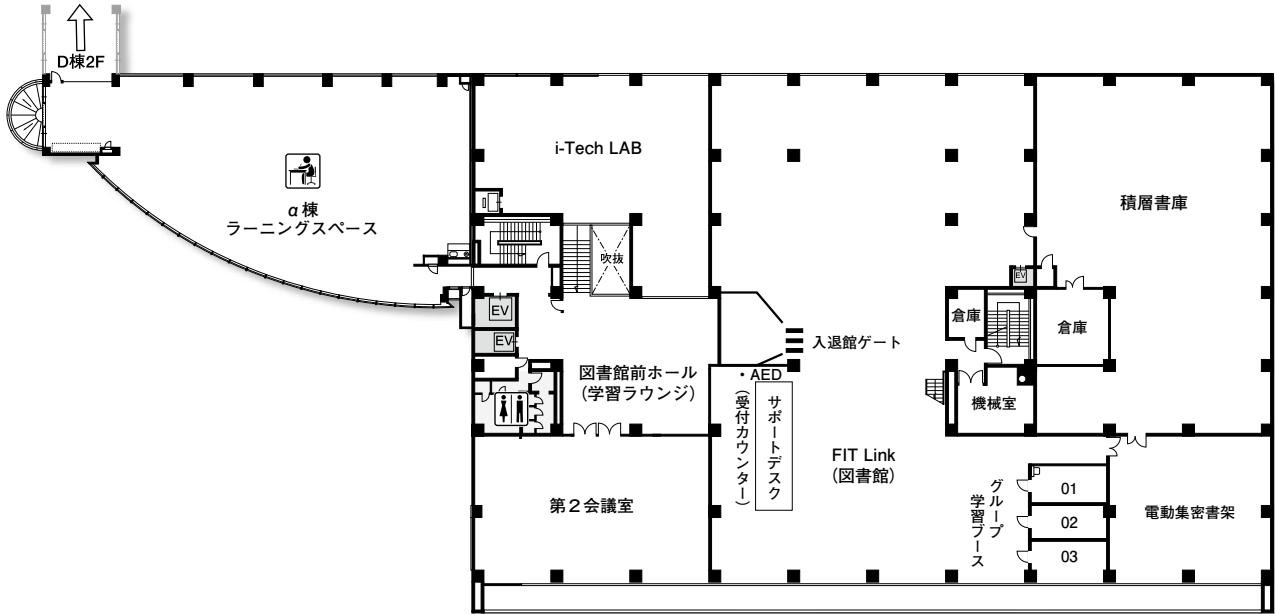 D棟2F
i-Tech LAB
α棟
ラーニングスペース
積層書庫
吹抜
EV
EV
EV
倉庫
倉庫
入退館ゲート
図書館前ホール
(学習ラウンジ)
・AED
サポートデスク
(受付カウンター)
機械室
FIT Link
(図書館)
第2会議室
グループ
学習ブース
01
02
03
電動集密書架